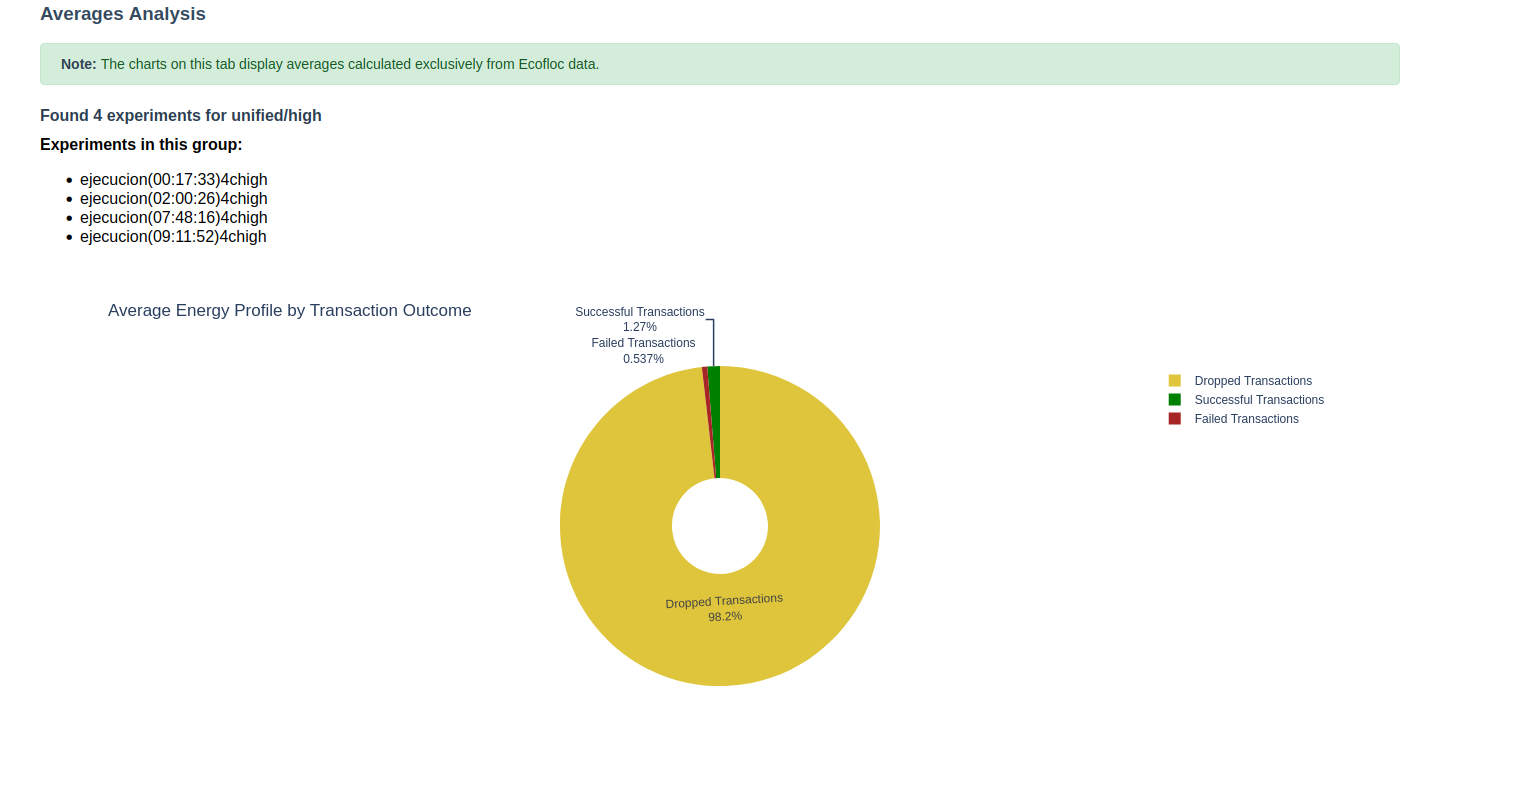 Averages Analysis
Note: The charts on this tab display averages calculated exclusively from Ecofloc data.
Found 4 experiments for unified/high
Experiments in this group:
ejecucion(00:17:33)4chigh
ejecucion(02:00:26)4chigh
ejecucion(07:48:16)4chigh
ejecucion(09:11:52)4chigh
Average Energy Profile by Transaction Outcome
Successful Transactions
1.27%
Failed Transactions
0.537%
Dropped Transactions
98.2%
Dropped Transactions
Successful Transactions
Failed Transactions